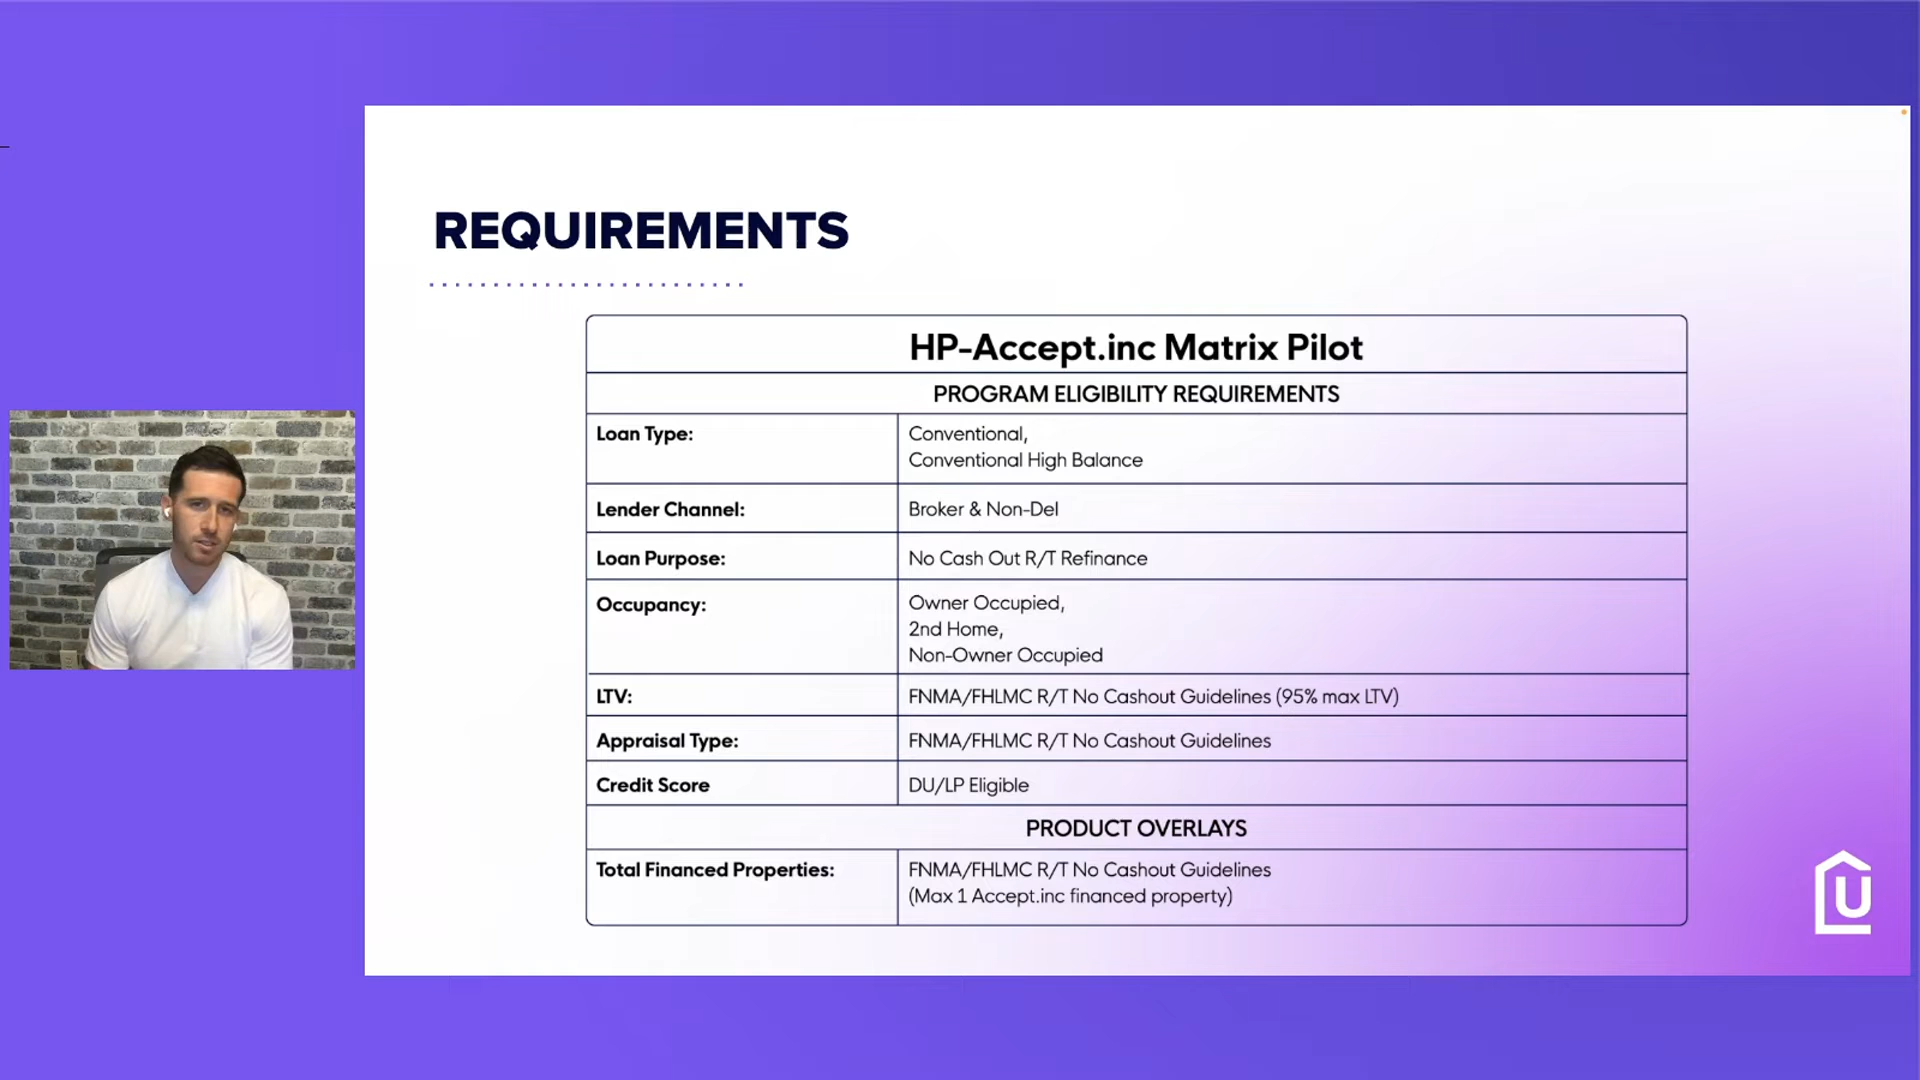 REQUIREMENTS
HP-Accept.inc Matrix Pilot
PROGRAM ELIGIBILITY REQUIREMENTS
Loan Type:
Conventional,
Conventional High Balance
Lender Channel:
Broker & Non-Del
Loan Purpose:
No Cash Out R/T Refinance
Occupancy:
Owner Occupied,
2nd Home,
Non-Owner Occupied
LTV:
FNMA/FHLMC R/T No Cashout Guidelines (95% max LTV)
Appraisal Type:
FNMA/FHLMC R/T No Cashout Guidelines
Credit Score
DU/LP Eligible
PRODUCT OVERLAYS
Total Financed Properties:
FNMA/FHLMC R/T No Cashout Guidelines
(Max 1 Accept.inc financed property)
U